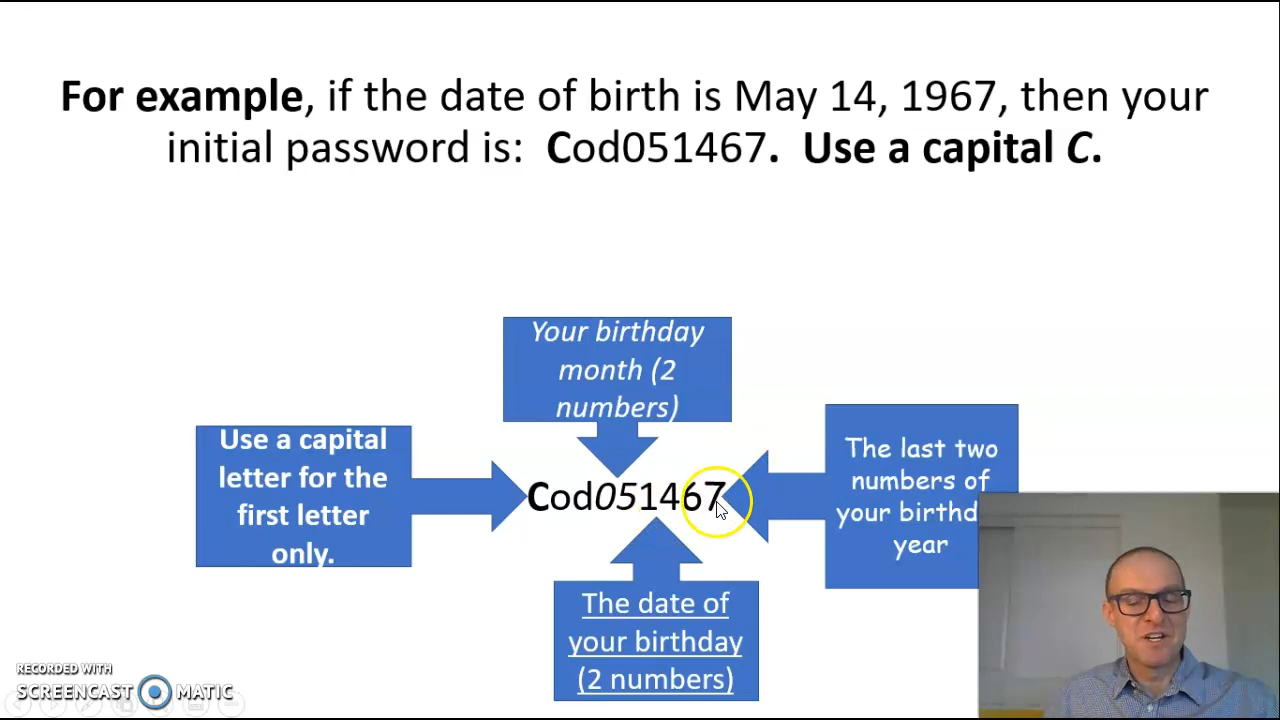 For example, if the date of birth is May 14, 1967, then your
initial password is: Cod051467. Use a capital C.
Your birthday
month (2
numbers)
Use a capital
letter for the
first letter
only.
Cod051467
The last two
numbers of
your birthd
year
The date of
your birthday
(2 numbers)
RECORDED WITH
SCREENCAST MATIC